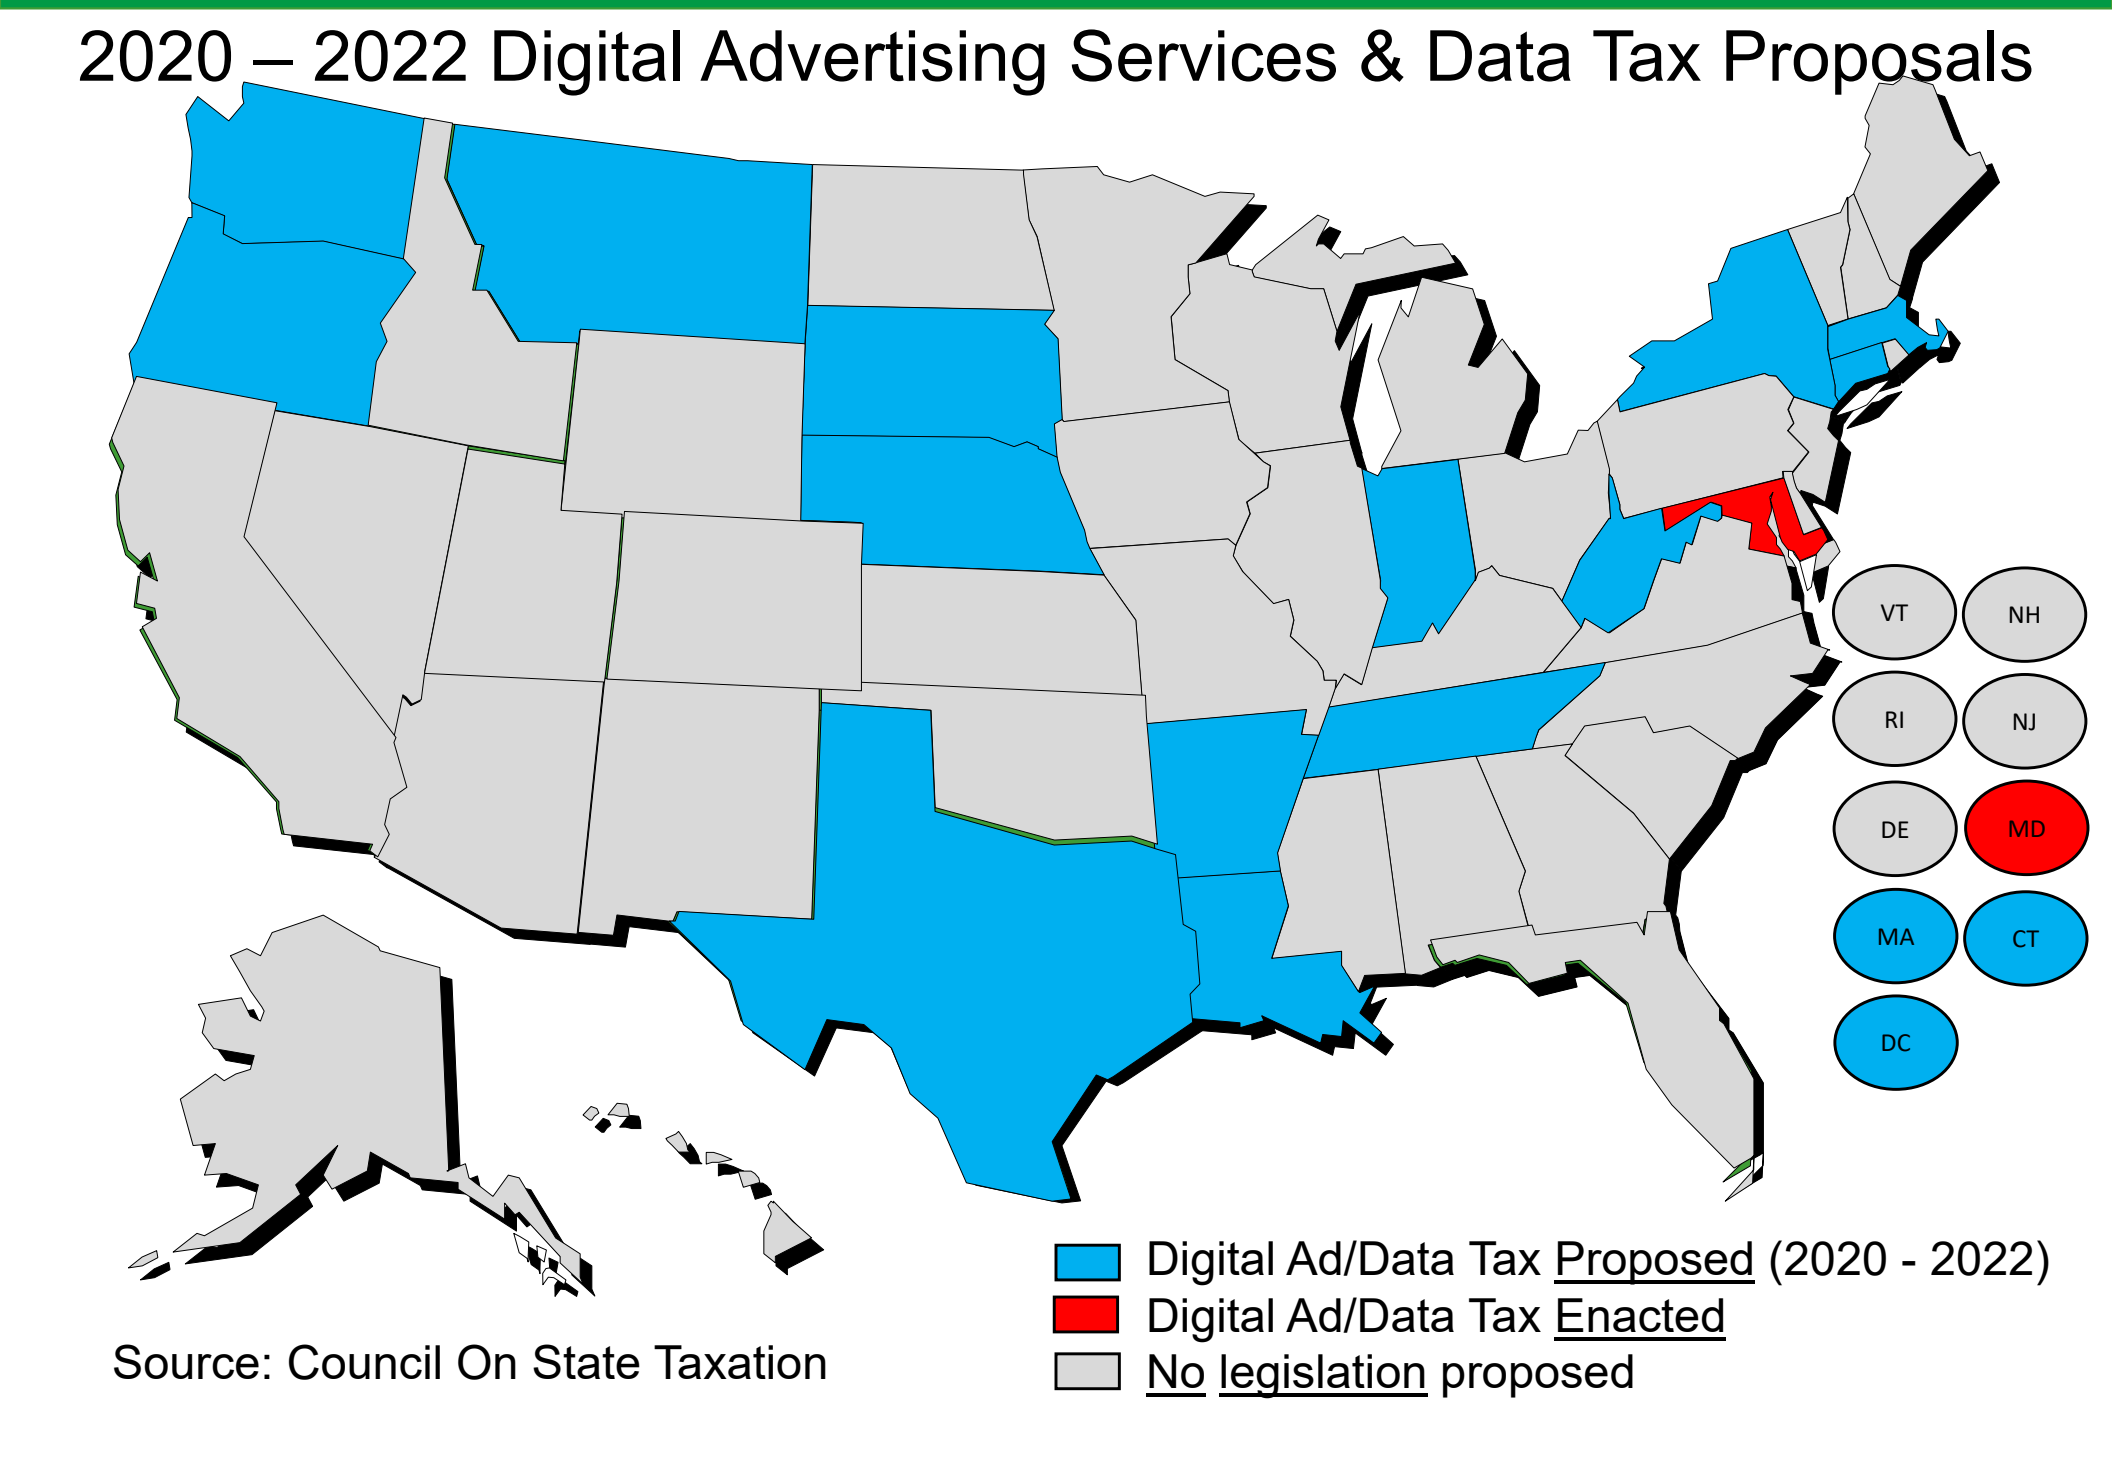 2020 – 2022 Digital Advertising Services & Data Tax Proposals
VT NH
RI NJ
DE MD
MA CT
DC
Digital Ad/Data Tax Proposed (2020 - 2022)
Digital Ad/Data Tax Enacted
No legislation proposed
Source: Council On State Taxation